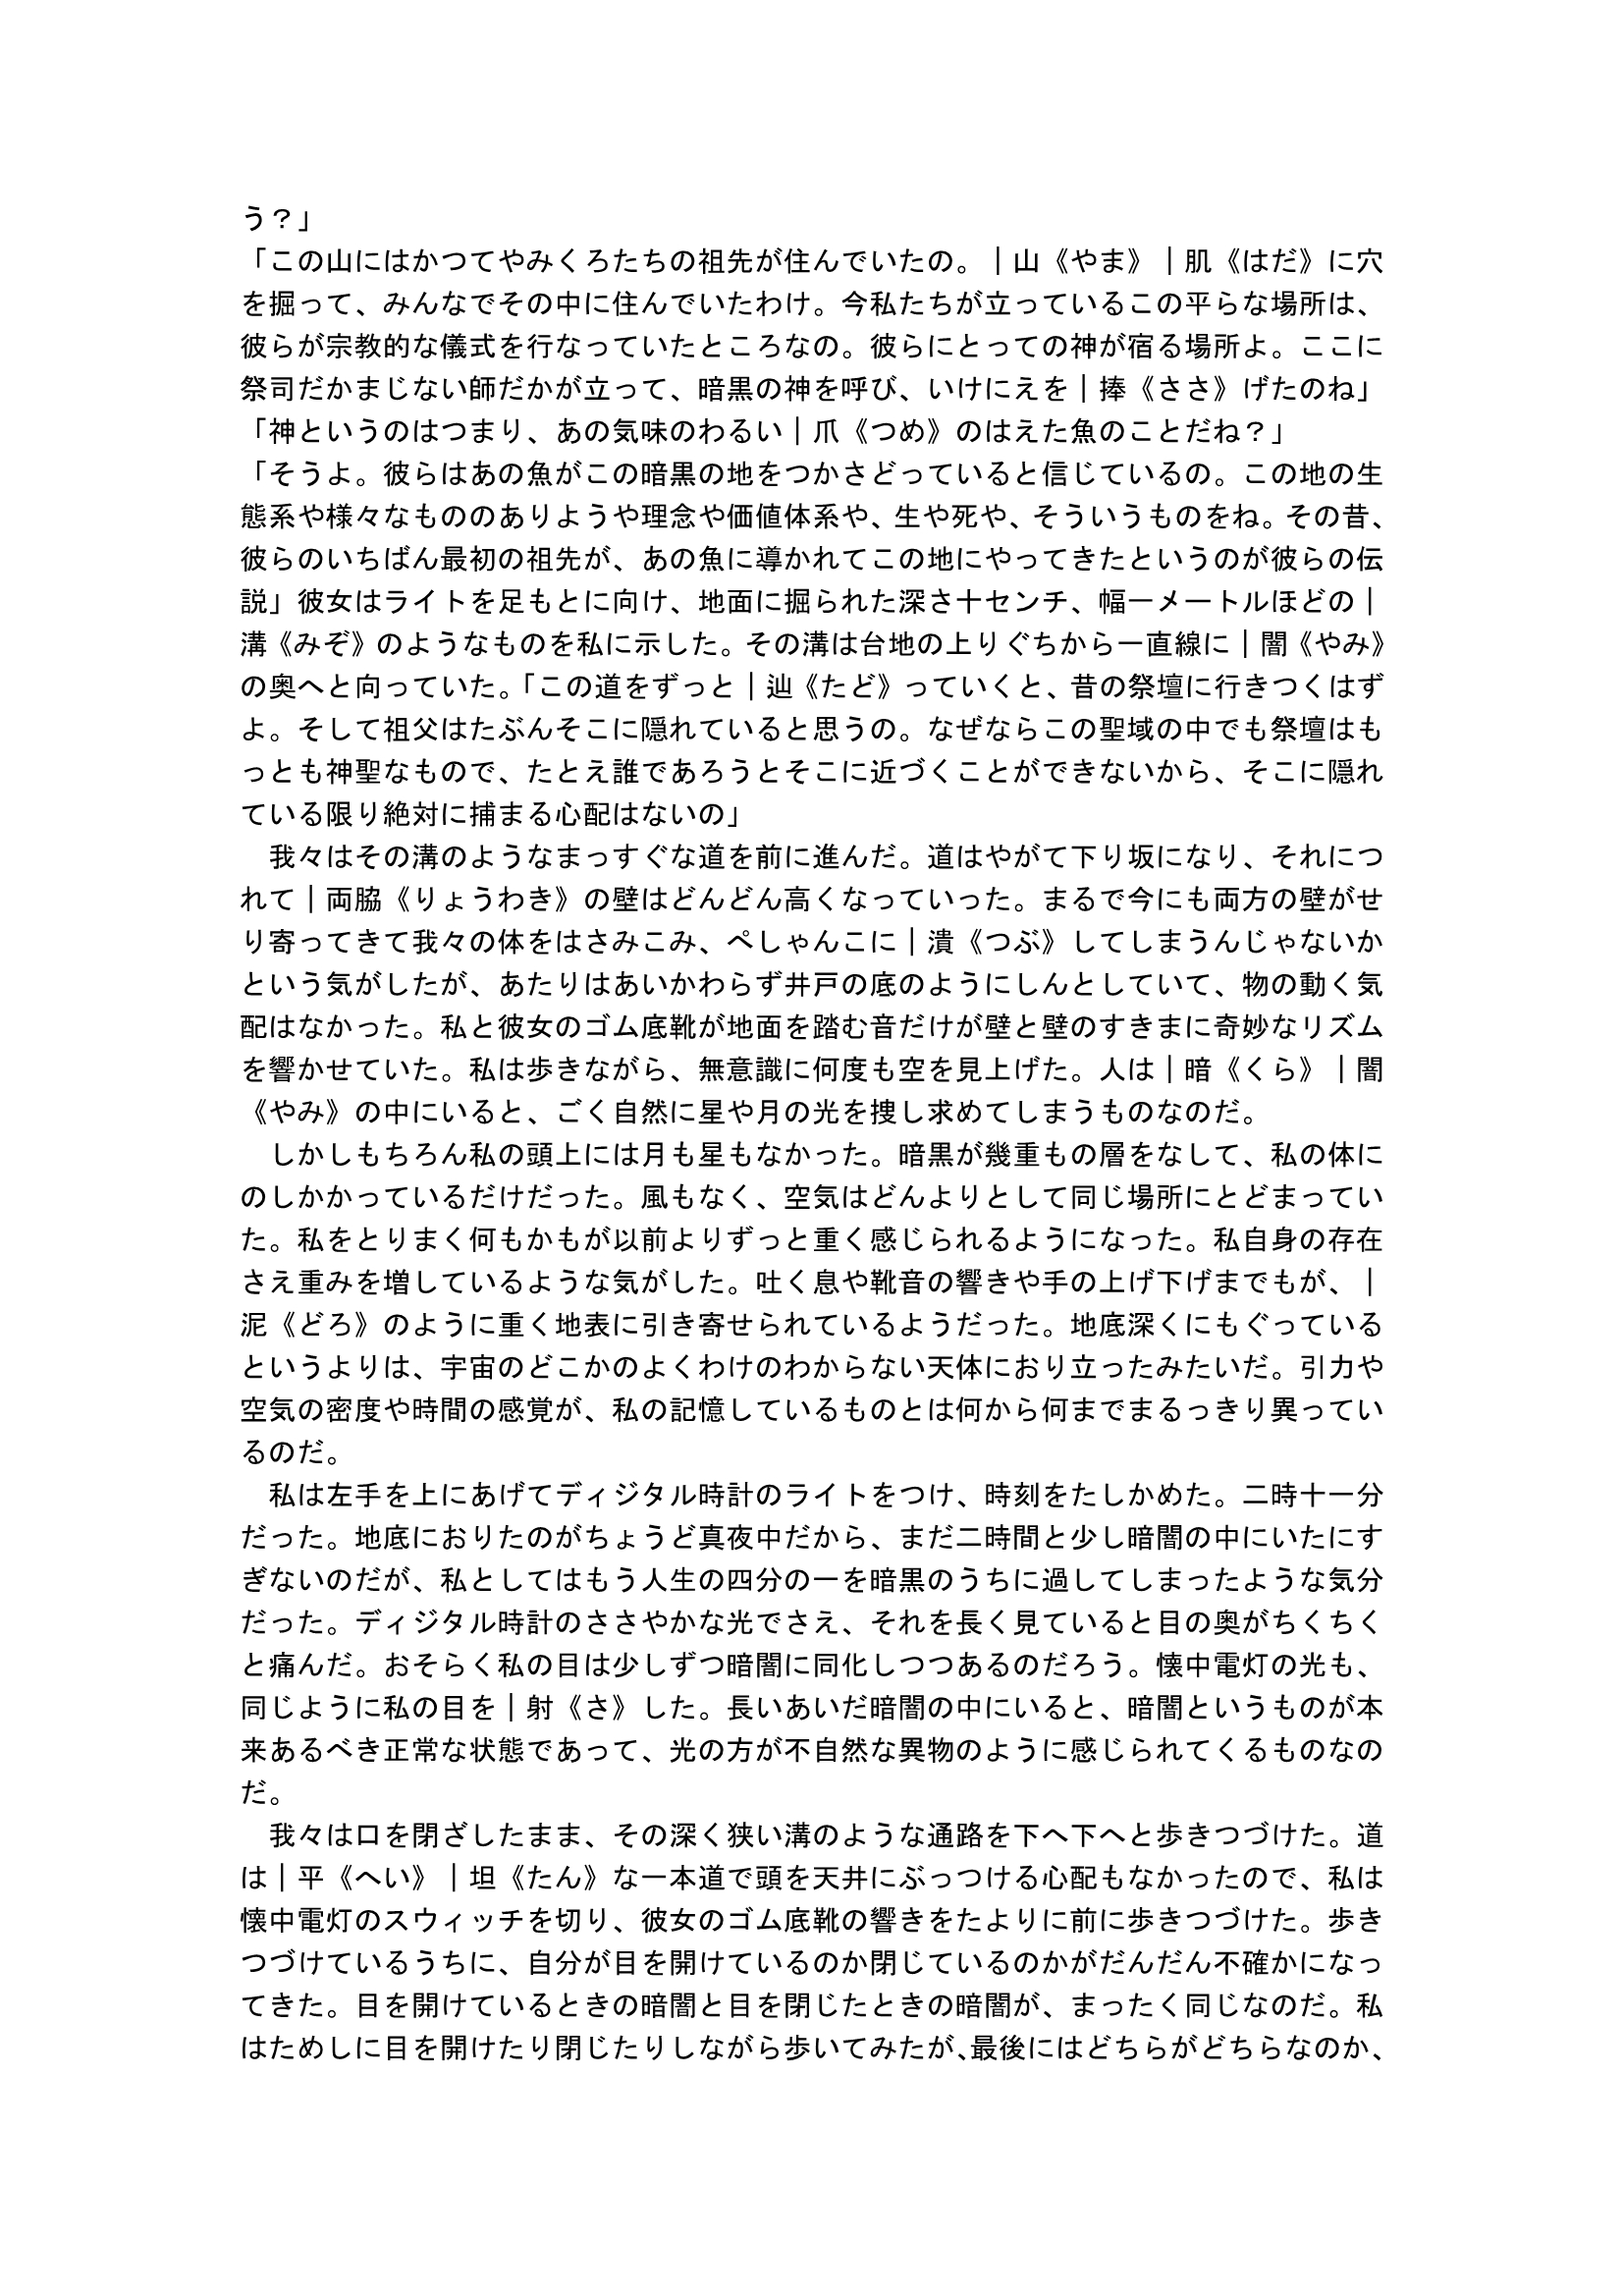 う？」
「この山にはかつてやみくろたちの祖先が住んでいたの。｜山《やま》｜肌《はだ》に穴
を掘って、みんなでその中に住んでいたわけ。今私たちが立っているこの平らな場所は、
彼らが宗教的な儀式を行なっていたところなの。彼らにとっての神が宿る場所よ。ここに
祭司だかまじない師だかが立って、暗黒の神を呼び、いけにえを｜捧《ささ》げたのね」
「神というのはつまり、あの気味のわるい｜爪《つめ》のはえた魚のことだね？」
「そうよ。彼らはあの魚がこの暗黒の地をつかさどっていると信じているの。この地の生
態系や様々なもののありようや理念や価値体系や、生や死や、そういうものをね。その昔、
彼らのいちばん最初の祖先が、あの魚に導かれてこの地にやってきたというのが彼らの伝
説」彼女はライトを足もとに向け、地面に掘られた深さ十センチ、幅一メートルほどの｜
溝《みぞ》のようなものを私に示した。その溝は台地の上りぐちから一直線に｜闇《やみ》
の奥へと向っていた。「この道をずっと｜辿《たど》っていくと、昔の祭壇に行きつくはず
よ。そして祖父はたぶんそこに隠れていると思うの。なぜならこの聖域の中でも祭壇はも
っとも神聖なもので、たとえ誰であろうとそこに近づくことができないから、そこに隠れ
ている限り絶対に捕まる心配はないの」
　我々はその溝のようなまっすぐな道を前に進んだ。道はやがて下り坂になり、それにつ
れて｜両脇《りょうわき》の壁はどんどん高くなっていった。まるで今にも両方の壁がせ
り寄ってきて我々の体をはさみこみ、ぺしゃんこに｜潰《つぶ》してしまうんじゃないか
という気がしたが、あたりはあいかわらず井戸の底のようにしんとしていて、物の動く気
配はなかった。私と彼女のゴム底靴が地面を踏む音だけが壁と壁のすきまに奇妙なリズム
を響かせていた。私は歩きながら、無意識に何度も空を見上げた。人は｜暗《くら》｜闇
《やみ》の中にいると、ごく自然に星や月の光を捜し求めてしまうものなのだ。
　しかしもちろん私の頭上には月も星もなかった。暗黒が幾重もの層をなして、私の体に
のしかかっているだけだった。風もなく、空気はどんよりとして同じ場所にとどまってい
た。私をとりまく何もかもが以前よりずっと重く感じられるようになった。私自身の存在
さえ重みを増しているような気がした。吐く息や靴音の響きや手の上げ下げまでもが、｜
泥《どろ》のように重く地表に引き寄せられているようだった。地底深くにもぐっている
というよりは、宇宙のどこかのよくわけのわからない天体におり立ったみたいだ。引力や
空気の密度や時間の感覚が、私の記憶しているものとは何から何までまるっきり異ってい
るのだ。
　私は左手を上にあげてディジタル時計のライトをつけ、時刻をたしかめた。二時十一分
だった。地底におりたのがちょうど真夜中だから、まだ二時間と少し暗闇の中にいたにす
ぎないのだが、私としてはもう人生の四分の一を暗黒のうちに過してしまったような気分
だった。ディジタル時計のささやかな光でさえ、それを長く見ていると目の奥がちくちく
と痛んだ。おそらく私の目は少しずつ暗闇に同化しつつあるのだろう。懐中電灯の光も、
同じように私の目を｜射《さ》した。長いあいだ暗闇の中にいると、暗闇というものが本
来あるべき正常な状態であって、光の方が不自然な異物のように感じられてくるものなの
だ。
　我々は口を閉ざしたまま、その深く狭い溝のような通路を下へ下へと歩きつづけた。道
は｜平《へい》｜坦《たん》な一本道で頭を天井にぶっつける心配もなかったので、私は
懐中電灯のスウィッチを切り、彼女のゴム底靴の響きをたよりに前に歩きつづけた。歩き
つづけているうちに、自分が目を開けているのか閉じているのかがだんだん不確かになっ
てきた。目を開けているときの暗闇と目を閉じたときの暗闇が、まったく同じなのだ。私
はためしに目を開けたり閉じたりしながら歩いてみたが、最後にはどちらがどちらなのか、